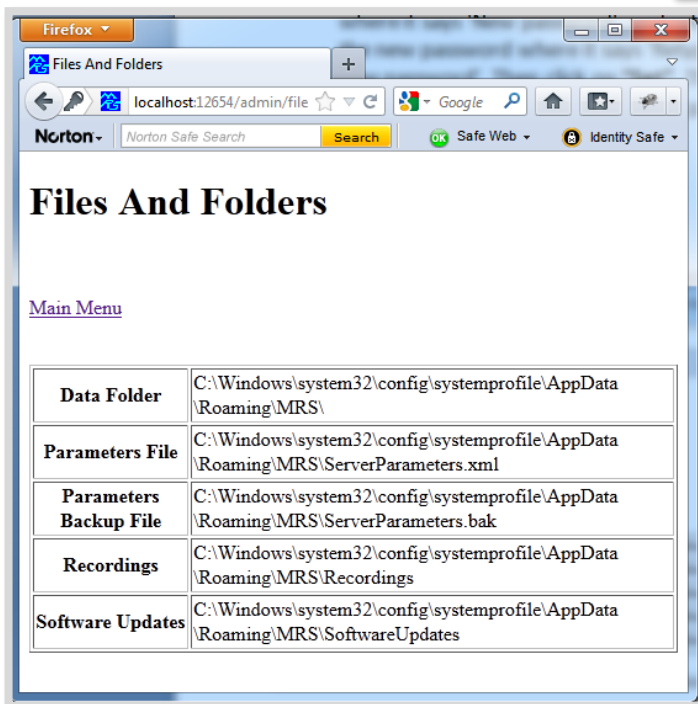 Firefox
Files And Folders
localhost:12654/admin/file
Google
Norton
Norton Safe Search
Search
OK
Safe Web
Identity Safe
Files And Folders
Main Menu
Data Folder
C:\Windows\system32\config\systemprofile\AppData
\Roaming\MRS\
Parameters File
C:\Windows\system32\config\systemprofile\AppData
\Roaming\MRS\ServerParameters.xml
Parameters
Backup File
C:\Windows\system32\config\systemprofile\AppData
\Roaming\MRS\ServerParameters.bak
Recordings
C:\Windows\system32\config\systemprofile\AppData
\Roaming\MRS\Recordings
Software Updates
C:\Windows\system32\config\systemprofile\AppData
\Roaming\MRS\SoftwareUpdates